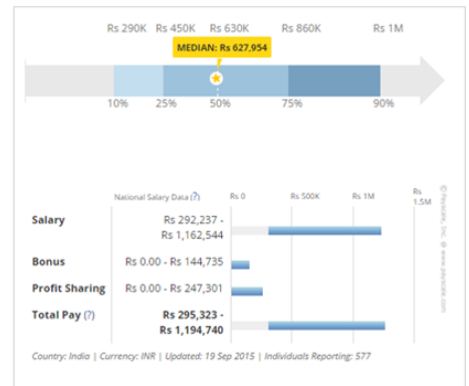 Rs 290K Rs 450K Rs 630K Rs 860K Rs 1M
MEDIAN: Rs 627,954
10% 25% 50% 75% 90%
National Salary Data (?) Rs 0 Rs 500K Rs 1M Rs 1.5M
Salary Rs 292,237 -
Rs 1,162,544
Bonus Rs 0.00 - Rs 144,735
Profit Sharing Rs 0.00 - Rs 247,301
Total Pay (?) Rs 295,323 -
Rs 1,194,740
Country: India | Currency: INR | Updated: 19 Sep 2015 | Individuals Reporting: 577
© Payscale, Inc. @ www.payscale.com